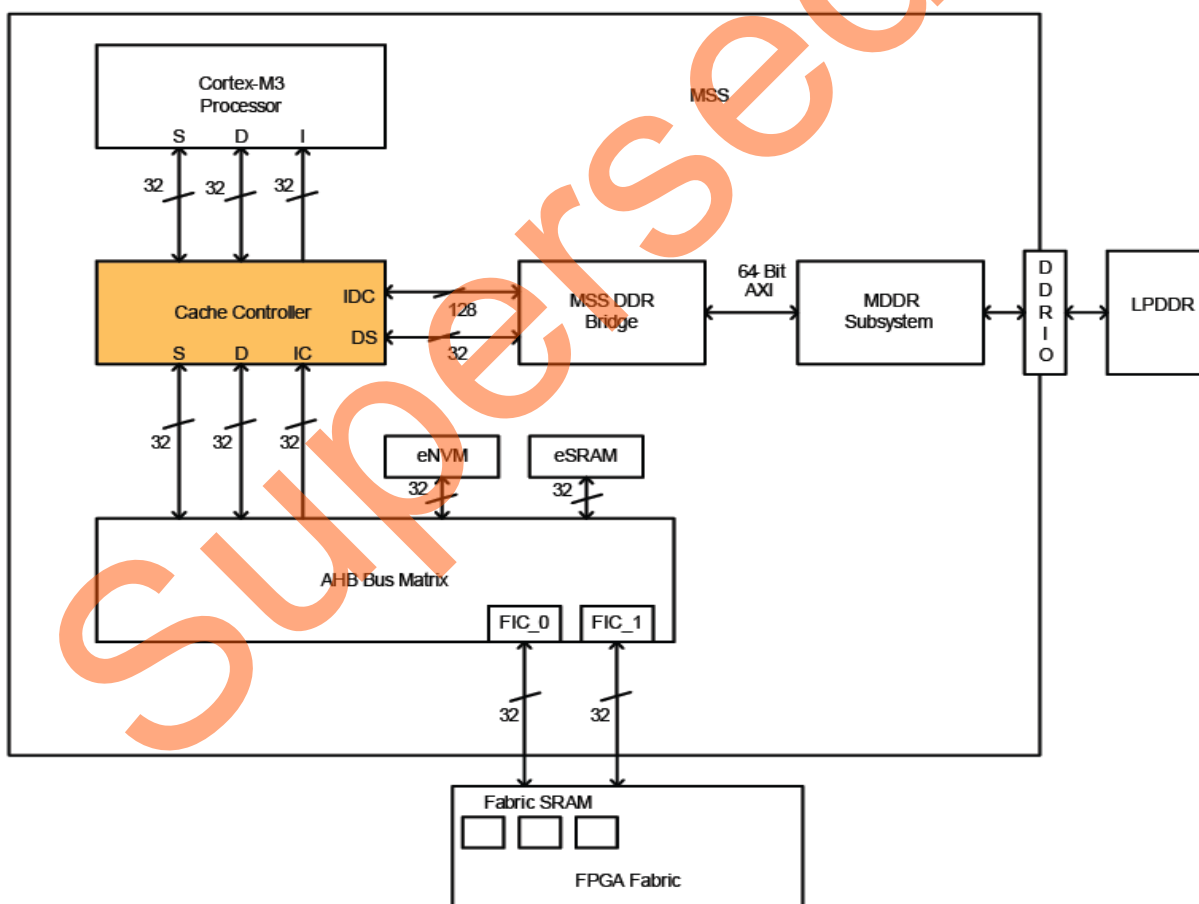 Cortex-M3
Processor
S D I
MSS
32 32 32
Cache Controller
IDC
DS
S D IC
128
32
MSS DDR
Bridge
64 Bit
AXI
MDDR
Subsystem
D
D
R
I
O
LPDDR
32 32 32
eNVM
eSRAM
32 32
AHB Bus Matrix
FIC_0 FIC_1
32 32
Fabric SRAM
FPGA Fabric